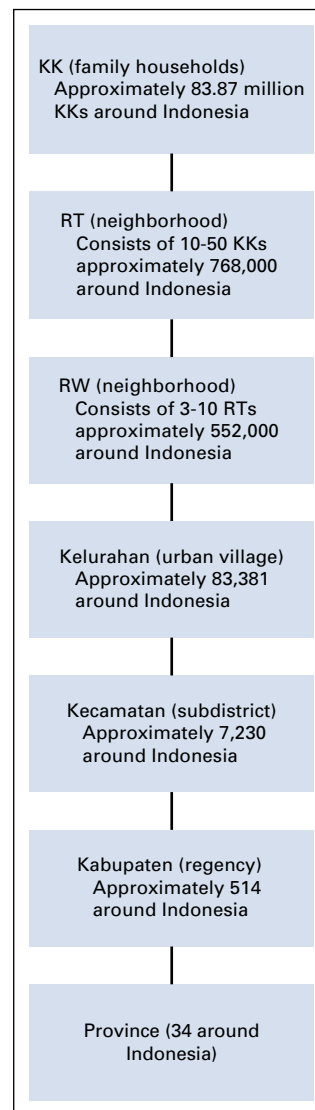 KK (family households)
Approximately 83.87 million
KKs around Indonesia
RT (neighborhood)
Consists of 10-50 KKs
approximately 768,000
around Indonesia
RW (neighborhood)
Consists of 3-10 RTs
approximately 552,000
around Indonesia
Kelurahan (urban village)
Approximately 83,381
around Indonesia
Kecamatan (subdistrict)
Approximately 7,230
around Indonesia
Kabupaten (regency)
Approximately 514
around Indonesia
Province (34 around
Indonesia)